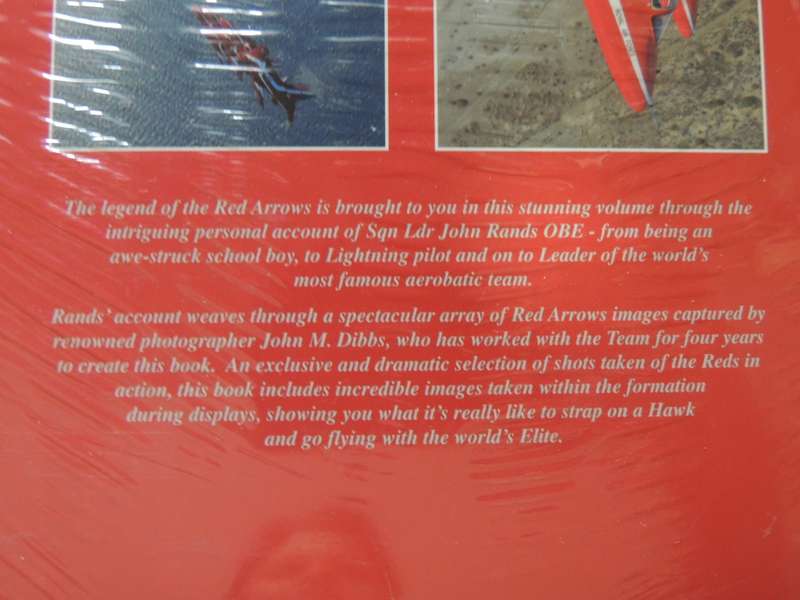 The legend of the Red Arrows is brought to you in this stunning volume through the
intriguing personal account of Sqn Ldr John Rands OBE - from being an
awe-struck school boy, to Lightning pilot and on to Leader of the world's
most famous aerobatic team.
Rands' account weaves through a spectacular array of Red Arrows images captured by
renowned photographer John M. Dibbs, who has worked with the Team for four years
to create this book. An exclusive and dramatic selection of shots taken of the Reds in
action, this book includes incredible images taken within the formation
during displays, showing you what it's really like to strap on a Hawk
and go flying with the world's Elite.